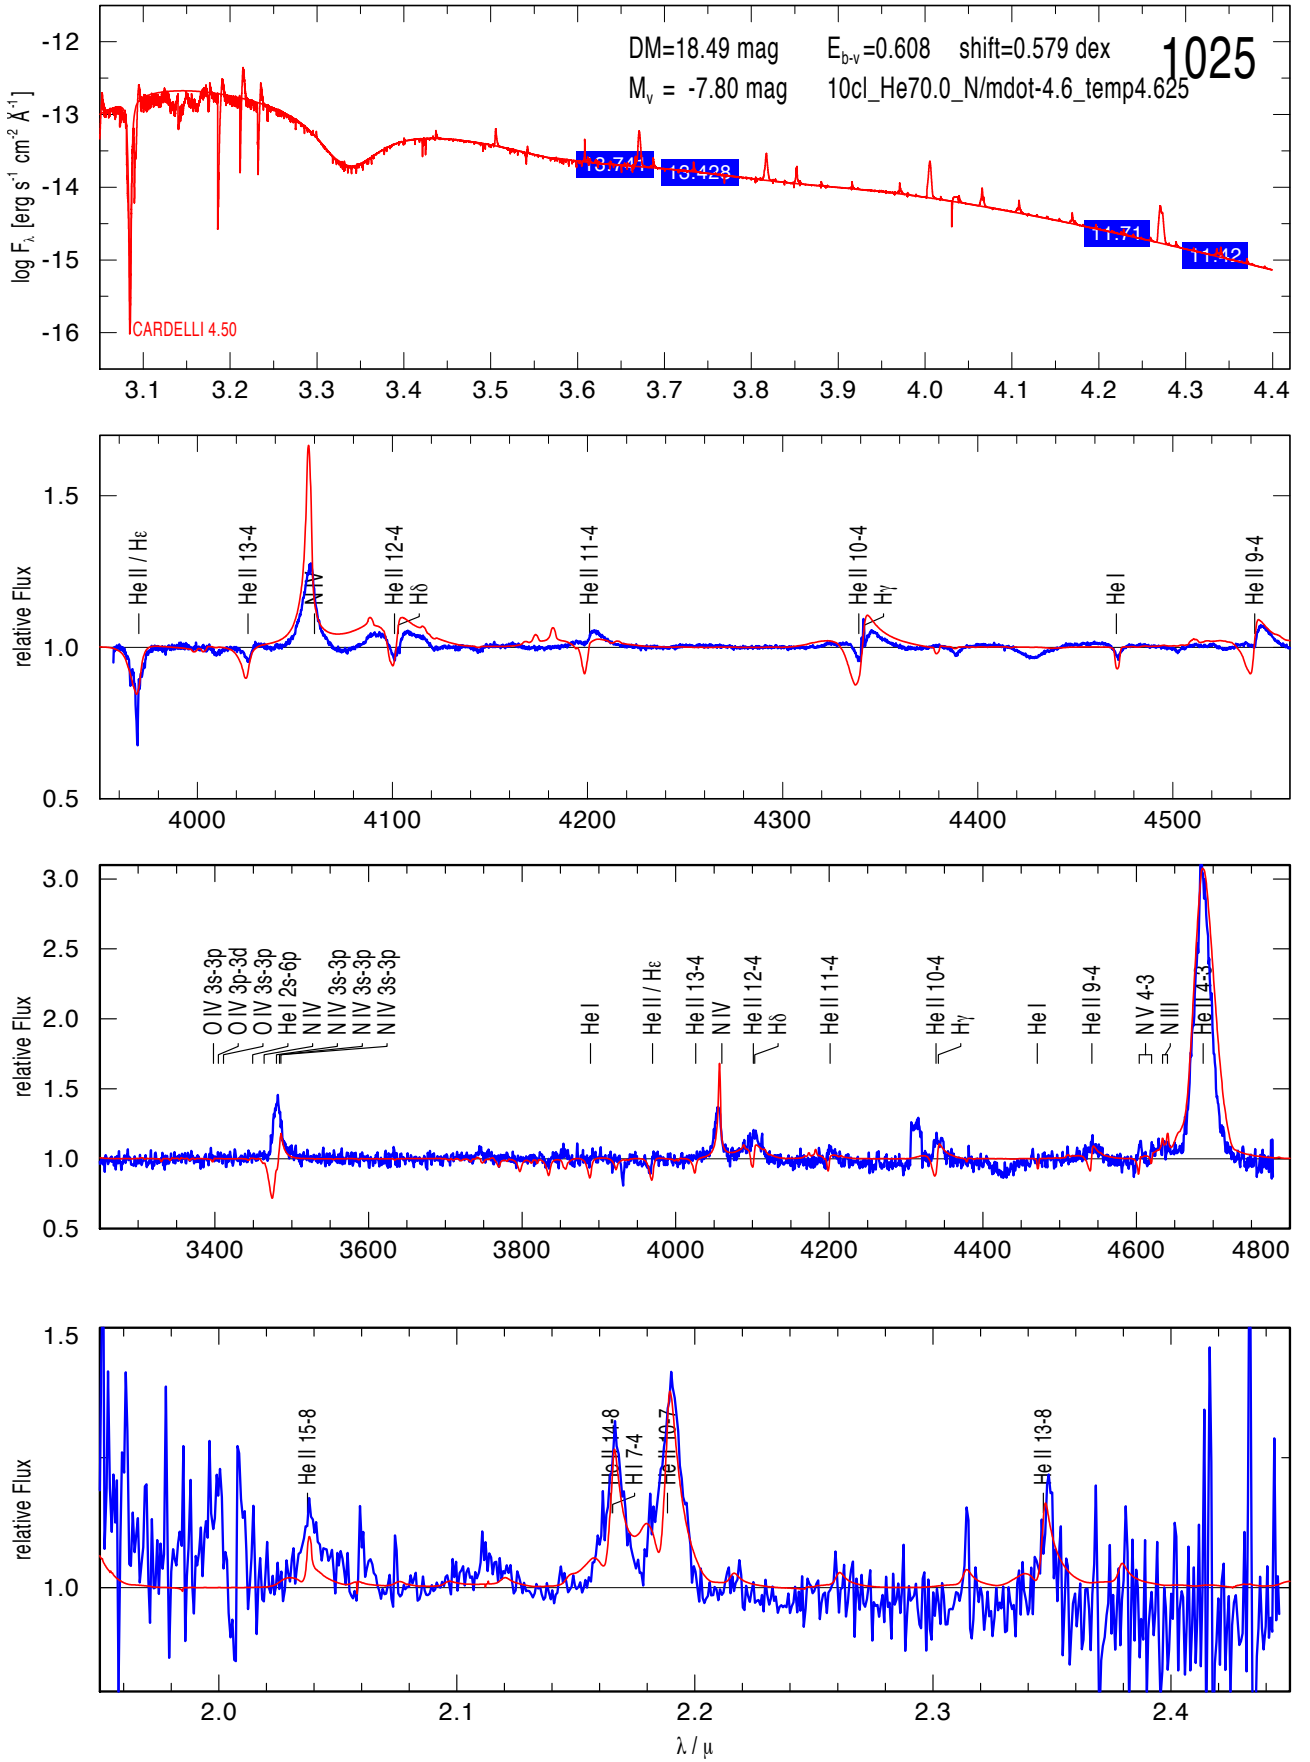 DM=18.49 mag E_b-v=0.608 shift=0.579 dex 1025
M_v = -7.80 mag 10cl_He70.0_N/mdot-4.6_temp4.625
log F_λ [erg s⁻¹ cm⁻² Å⁻¹]
-12
-13
-14
-15
-16
13.741
13.428
11.71
11.42
CARDELLI 4.50
3.1 3.2 3.3 3.4 3.5 3.6 3.7 3.8 3.9 4.0 4.1 4.2 4.3 4.4
relative Flux
1.5
1.0
0.5
He II / Hε
He II 13-4
N IV
He II 12-4
Hδ
He II 11-4
He II 10-4
Hγ
He I
He II 9-4
4000 4100 4200 4300 4400 4500
relative Flux
3.0
2.5
2.0
1.5
1.0
0.5
O IV 3s-3p
O IV 3p-3d
O IV 3s-3p
He I 2s-6p
N IV
N IV 3s-3p
N IV 3s-3p
N IV 3s-3p
He I
He II / Hε
He II 13-4
N IV
He II 12-4
Hδ
He II 11-4
He II 10-4
Hγ
He I
He II 9-4
N V 4-3
N III
He II 4-3
3400 3600 3800 4000 4200 4400 4600 4800
relative Flux
1.5
1.0
He II 15-8
He II 14-8
H I 7-4
He II 10-7
He II 13-8
2.0 2.1 2.2 2.3 2.4
λ / μ